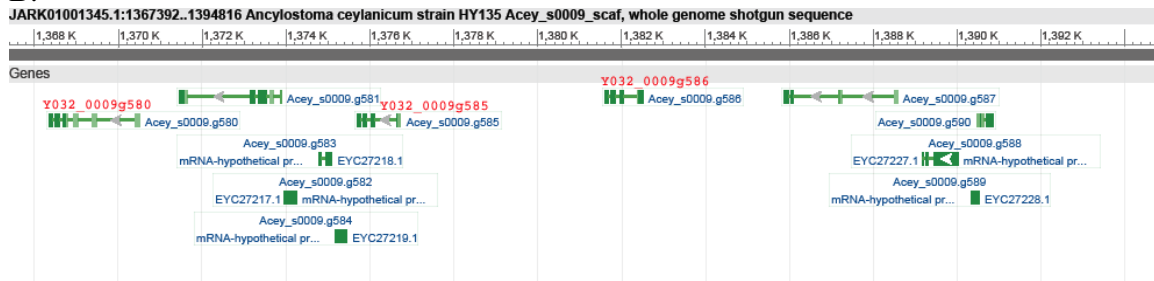 JARK01001345.1:1367392..1394816 Ancylostoma ceylanicum strain HY135 Acey_s0009_scaf, whole genome shotgun sequence
1,368 K 1,370 K 1,372 K 1,374 K 1,376 K 1,378 K 1,380 K 1,382 K 1,384 K 1,386 K 1,388 K 1,390 K 1,392 K
Genes
Y032_0009g586
Y032_0009g580 Acey_s0009.g581 Y032_0009g585 Acey_s0009.g586 Acey_s0009.g587
Acey_s0009.g580 Acey_s0009.g585 Acey_s0009.g590
Acey_s0009.g583 Acey_s0009.g588
mRNA-hypothetical pr... EYC27218.1 EYC27227.1 mRNA-hypothetical pr...
Acey_s0009.g582 Acey_s0009.g589
EYC27217.1 mRNA-hypothetical pr... mRNA-hypothetical pr... EYC27228.1
Acey_s0009.g584
mRNA-hypothetical pr... EYC27219.1